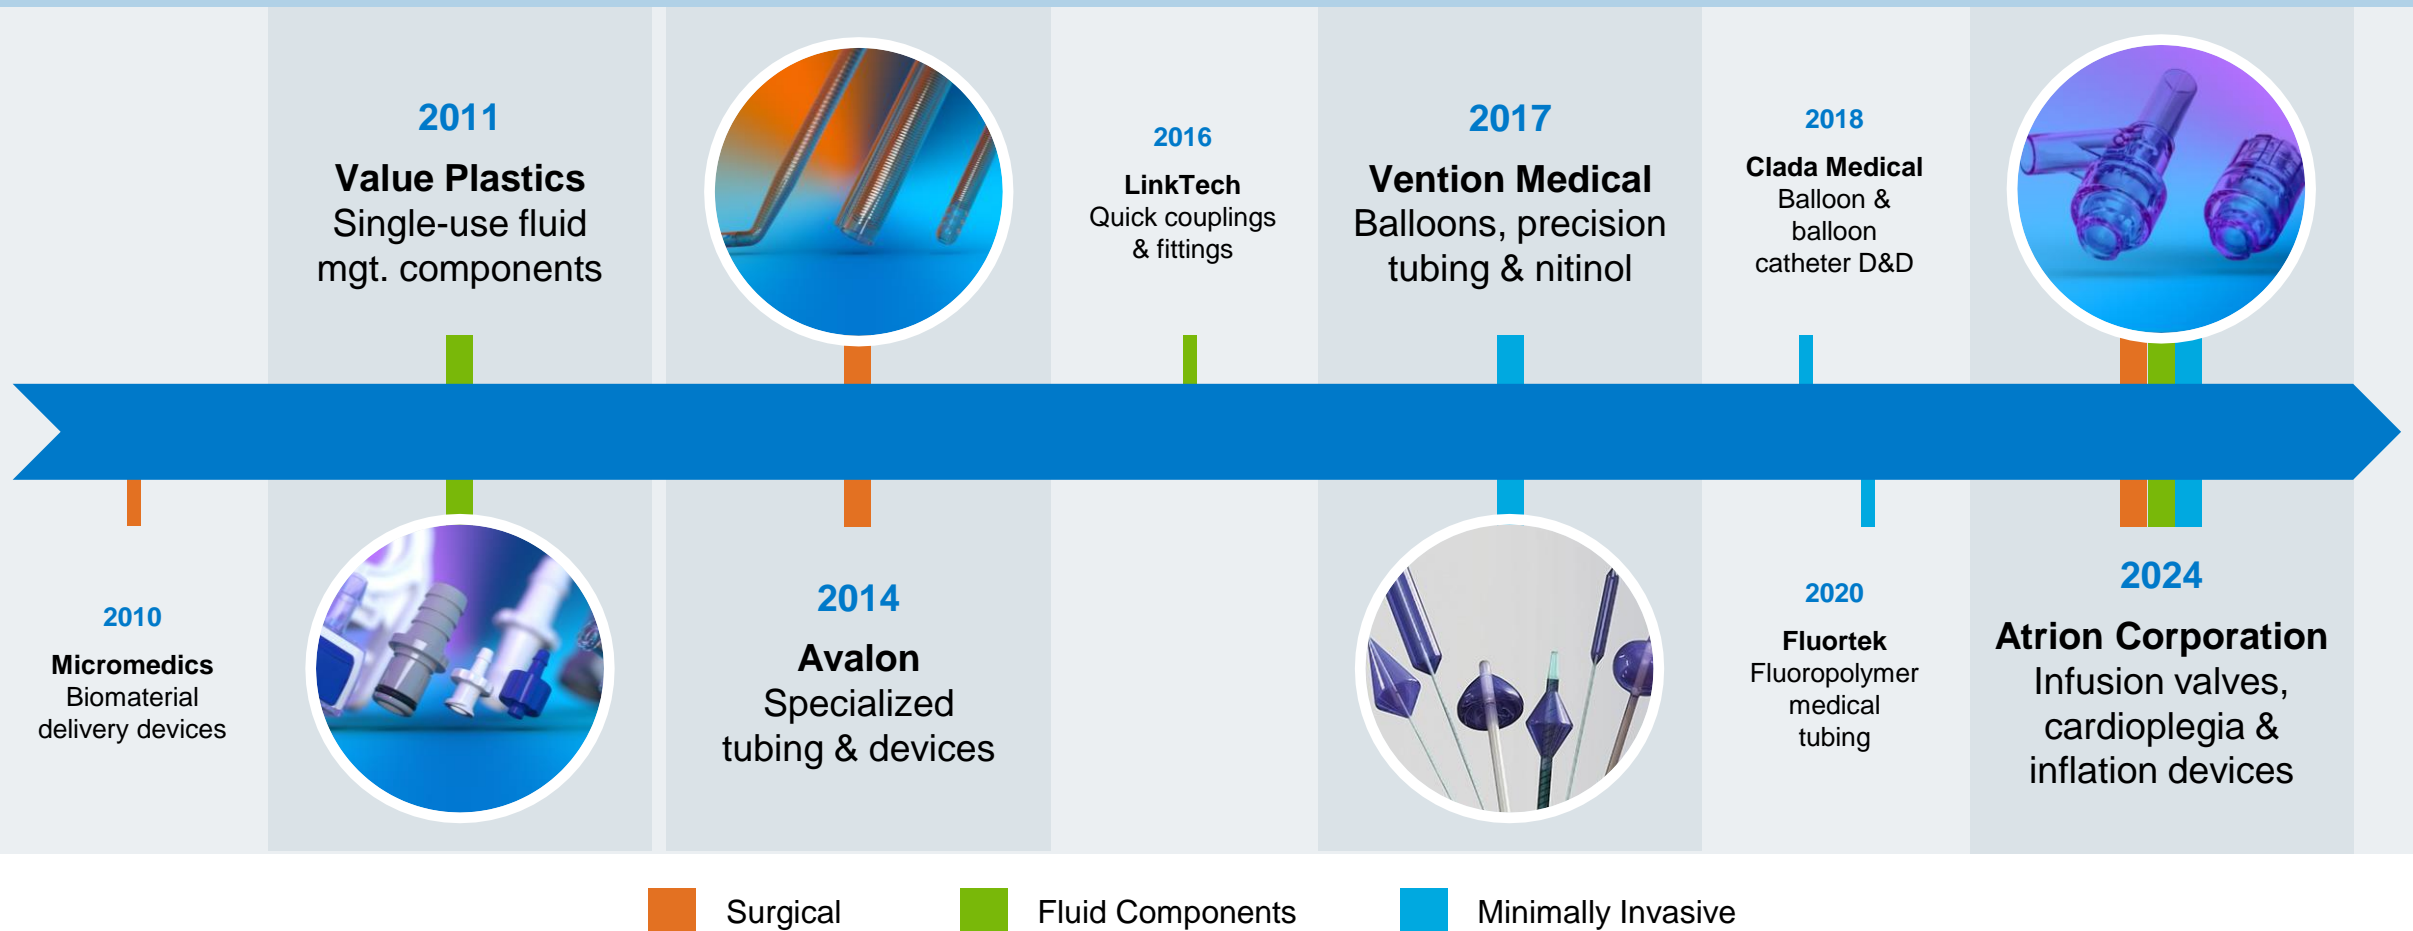 2011
Value Plastics
Single-use fluid
mgt. components
2016
LinkTech
Quick couplings
& fittings
2017
Vention Medical
Balloons, precision
tubing & nitinol
2018
Clada Medical
Balloon &
balloon
catheter D&D
2010
Micromedics
Biomaterial
delivery devices
2014
Avalon
Specialized
tubing & devices
2020
Fluortek
Fluoropolymer
medical
tubing
2024
Atrion Corporation
Infusion valves,
cardioplegia &
inflation devices
Surgical
Fluid Components
Minimally Invasive